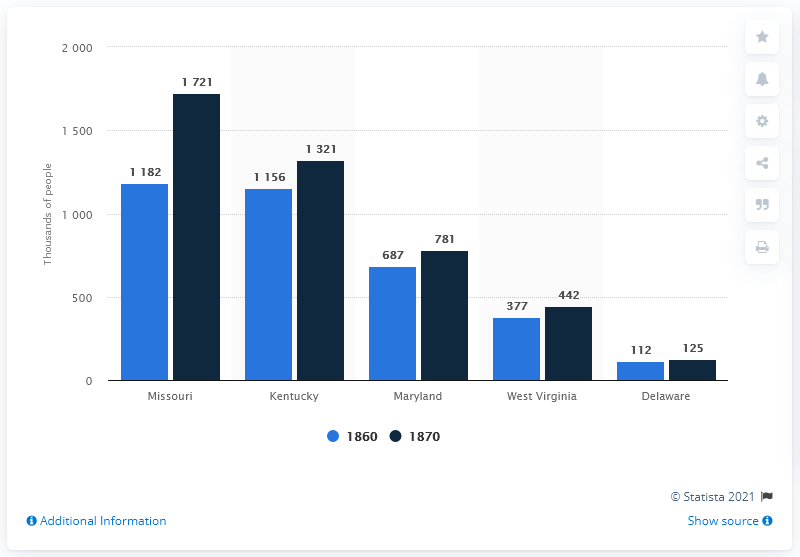 2 000
1 500
1 000
500
0
Thousands of people
1 182
1 721
1 156
1 321
687
781
377
442
112
125
Missouri
Kentucky
Maryland
West Virginia
Delaware
1860
1870
© Statista 2021
Additional Information
Show source